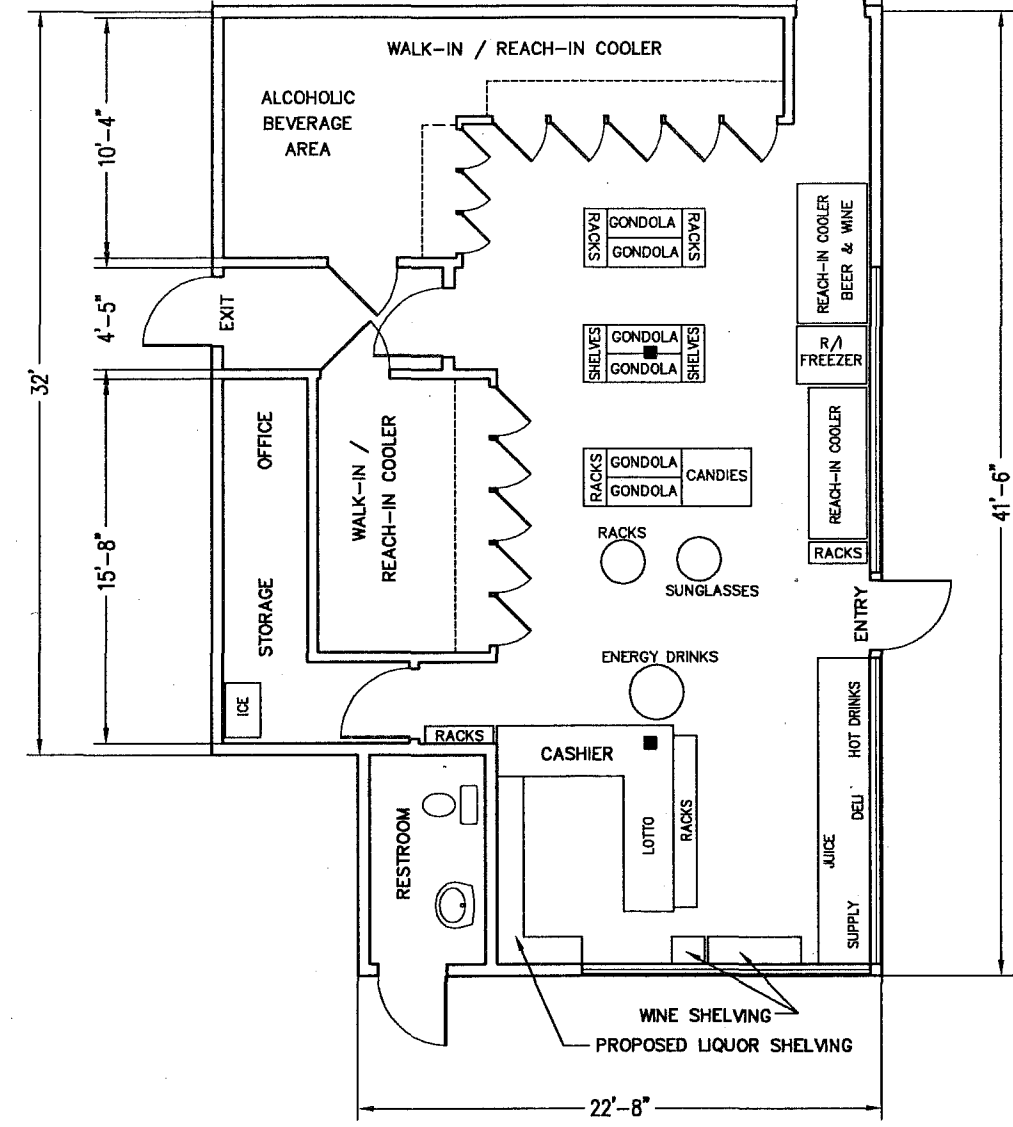 WALK-IN / REACH-IN COOLER
ALCOHOLIC
BEVERAGE
AREA
10'-4"
32'
4'-5"
15'-8"
41'-6"
EXIT
RACKS
GONDOLA
GONDOLA
RACKS
REACH-IN COOLER
BEER & WINE
SHELVES
GONDOLA
GONDOLA
SHELVES
R/I
FREEZER
OFFICE
STORAGE
WALK-IN /
REACH-IN COOLER
RACKS
GONDOLA
GONDOLA
CANDIES
REACH-IN COOLER
RACKS
RACKS
SUNGLASSES
ENTRY
ENERGY DRINKS
ICE
RACKS
CASHIER
LOTTO
RACKS
HOT DRINKS
DELI
JUICE
SUPPLY
RESTROOM
WINE SHELVING
PROPOSED LIQUOR SHELVING
22'-8"